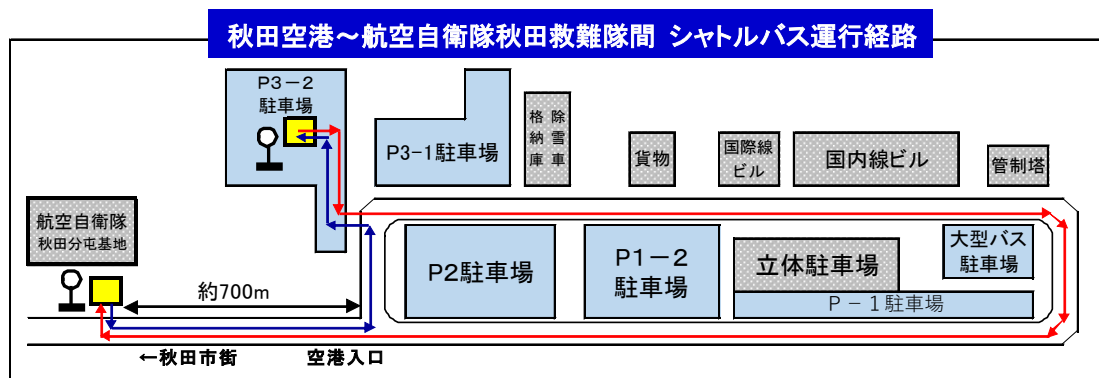 秋田空港～航空自衛隊秋田救難隊間 シャトルバス運行経路
P3－2
駐車場
P3-1駐車場
除雪車
格納庫
貨物
国際線
ビル
国内線ビル
管制塔
航空自衛隊
秋田分屯基地
P2駐車場
P1－2
駐車場
立体駐車場
大型バス
駐車場
P－1駐車場
約700m
←秋田市街
空港入口